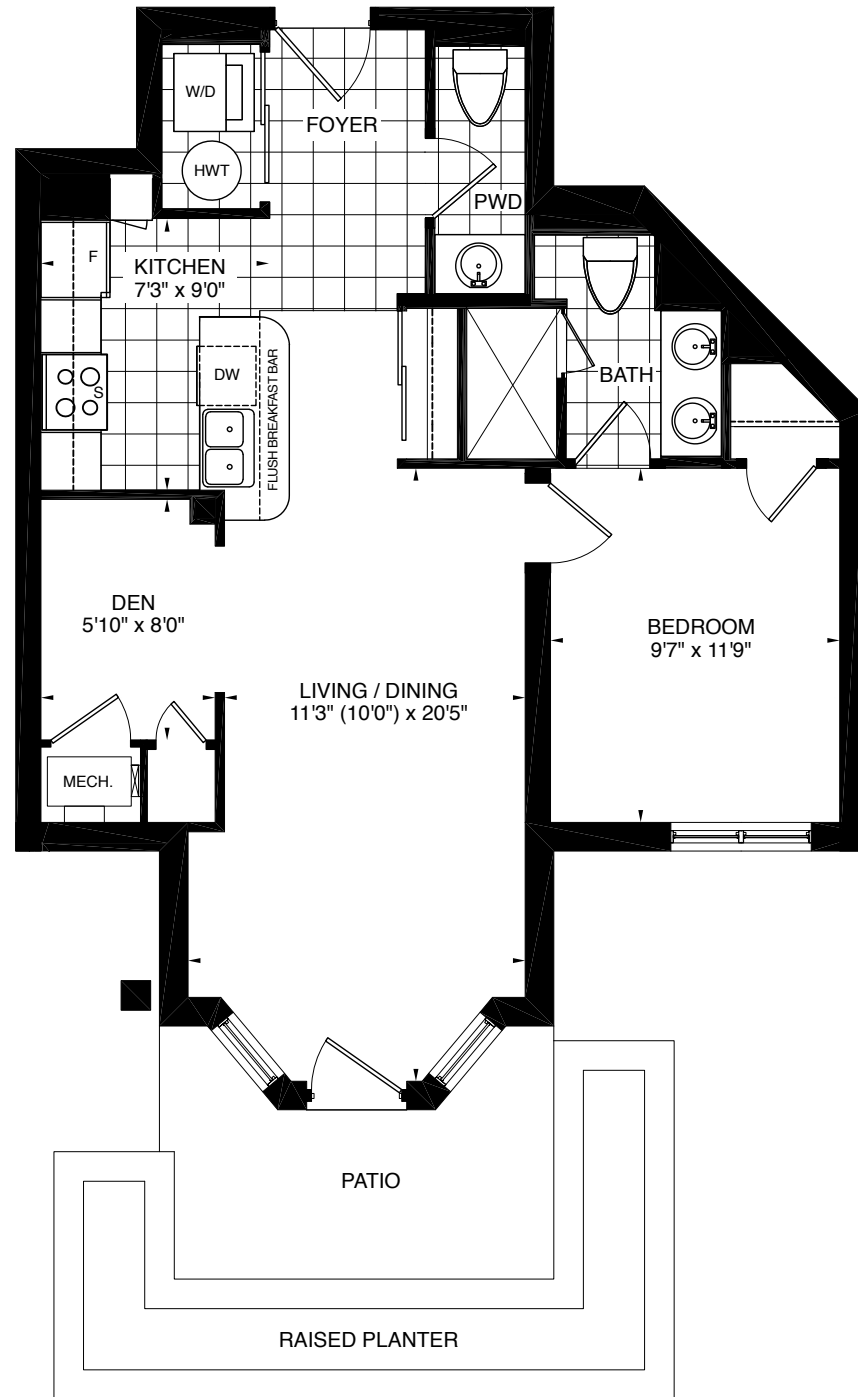 W/D
FOYER
HWT
PWD
F
KITCHEN
7'3" x 9'0"
DW
BATH
S
FLUSH BREAKFAST BAR
DEN
5'10" x 8'0"
BEDROOM
9'7" x 11'9"
LIVING / DINING
11'3" (10'0") x 20'5"
MECH.
PATIO
RAISED PLANTER